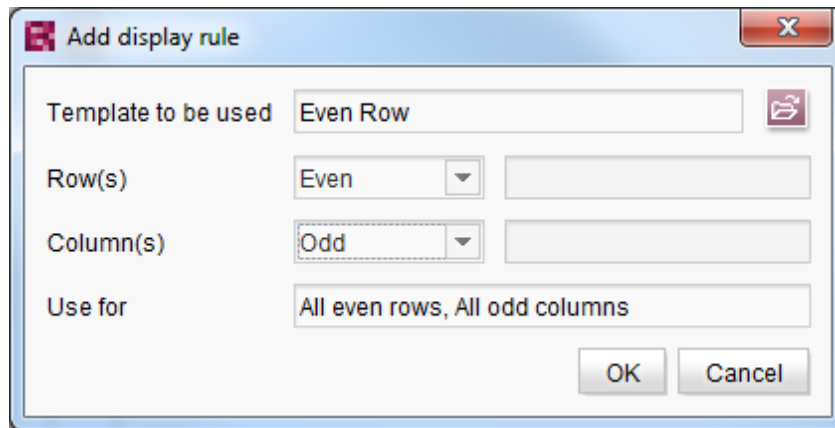 Add display rule
Template to be used Even Row
Row(s) Even
Column(s) Odd
Use for All even rows, All odd columns
OK Cancel